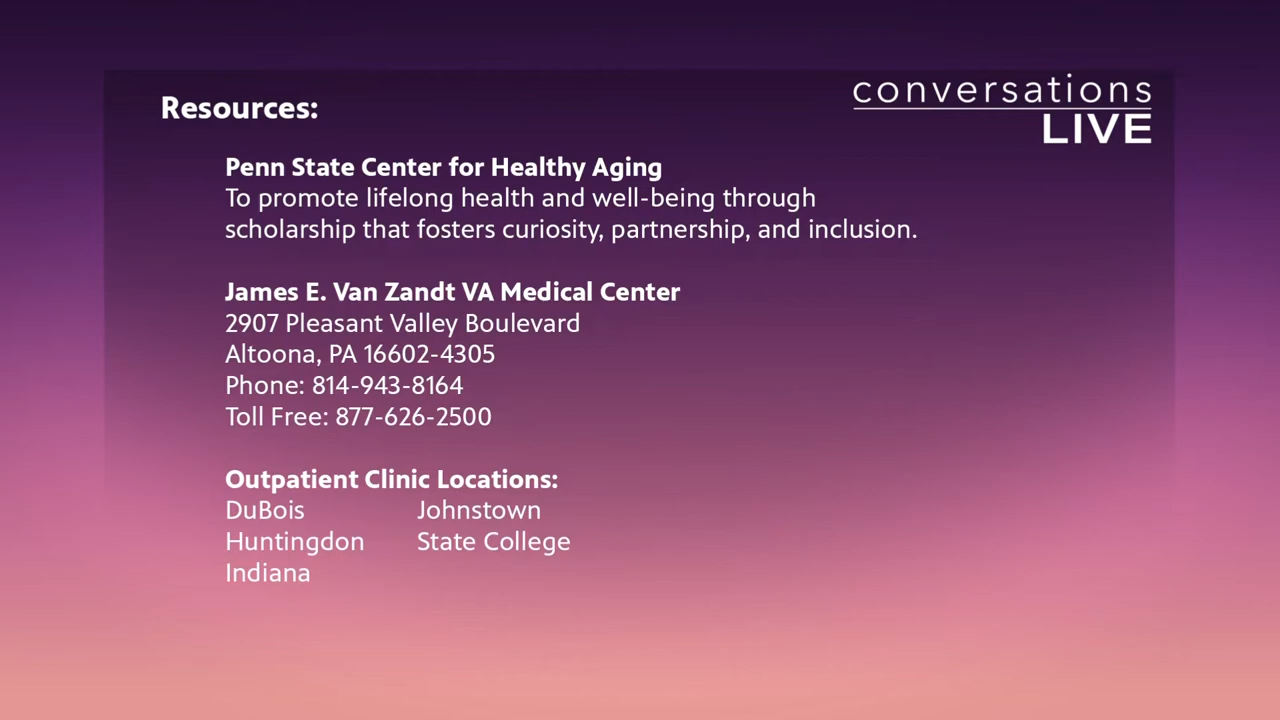 conversations
LIVE
Resources:
Penn State Center for Healthy Aging
To promote lifelong health and well-being through
scholarship that fosters curiosity, partnership, and inclusion.
James E. Van Zandt VA Medical Center
2907 Pleasant Valley Boulevard
Altoona, PA 16602-4305
Phone: 814-943-8164
Toll Free: 877-626-2500
Outpatient Clinic Locations:
DuBois Johnstown
Huntingdon State College
Indiana